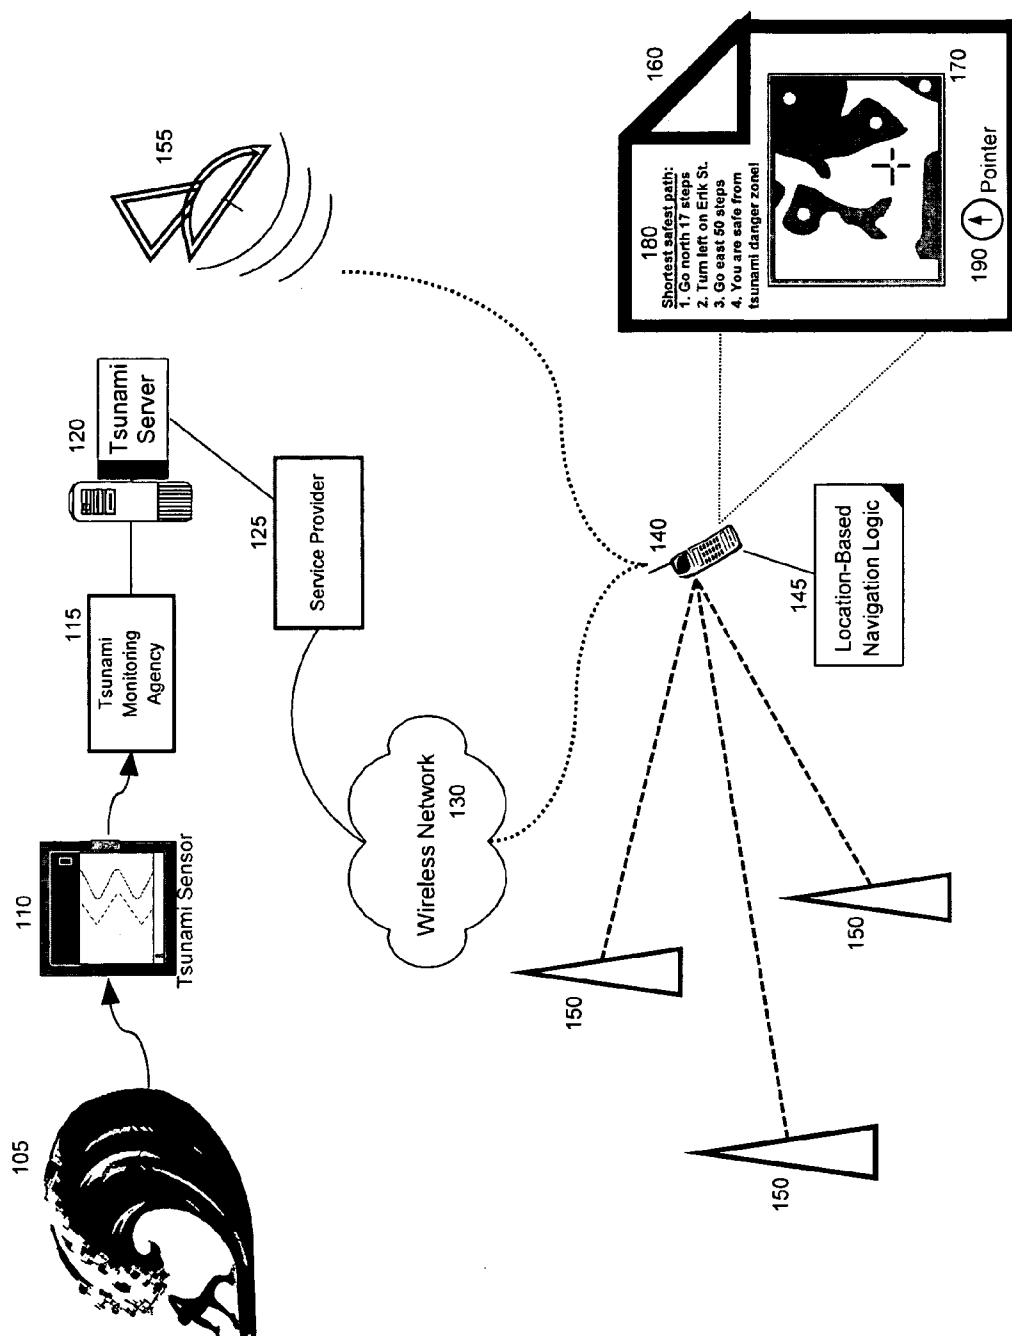 105
110
Tsunami Sensor
115
Tsunami
Monitoring
Agency
120
Tsunami
Server
125
Service Provider
155
Wireless Network
130
140
145
Location-Based
Navigation Logic
150
150
150
160
180
Shortest safest path:
1. Go north 17 steps
2. Turn left on Erik St.
3. Go east 50 steps
4. You are safe from
tsunami danger zone!
170
190
Pointer